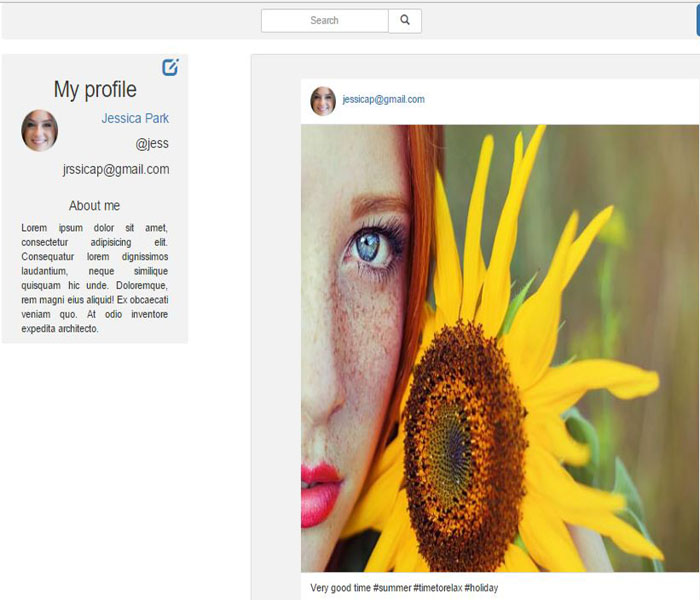 Search
My profile
Jessica Park
@jess
jrssicap@gmail.com
About me
Lorem ipsum dolor sit amet,
consectetur adipisicing elit.
Consequatur lorem dignissimos
laudantium, neque similique
quisquam hic unde. Doloremque,
rem magni eius aliquid! Ex obcaecati
veniam quo. At odio inventore
expedita architecto.
jessicap@gmail.com
Very good time #summer #timetorelax #holiday